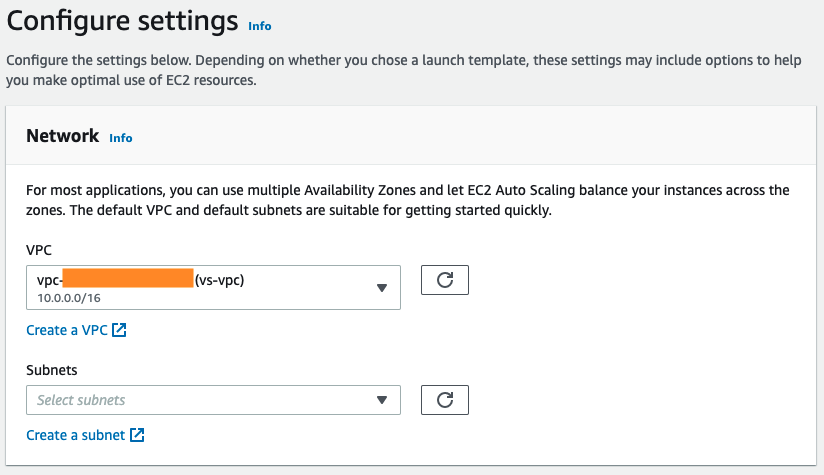 Configure settings Info
Configure the settings below. Depending on whether you chose a launch template, these settings may include options to help
you make optimal use of EC2 resources.
Network Info
For most applications, you can use multiple Availability Zones and let EC2 Auto Scaling balance your instances across the
zones. The default VPC and default subnets are suitable for getting started quickly.
VPC
vpc- (vs-vpc)
10.0.0.0/16
Create a VPC
Subnets
Select subnets
Create a subnet